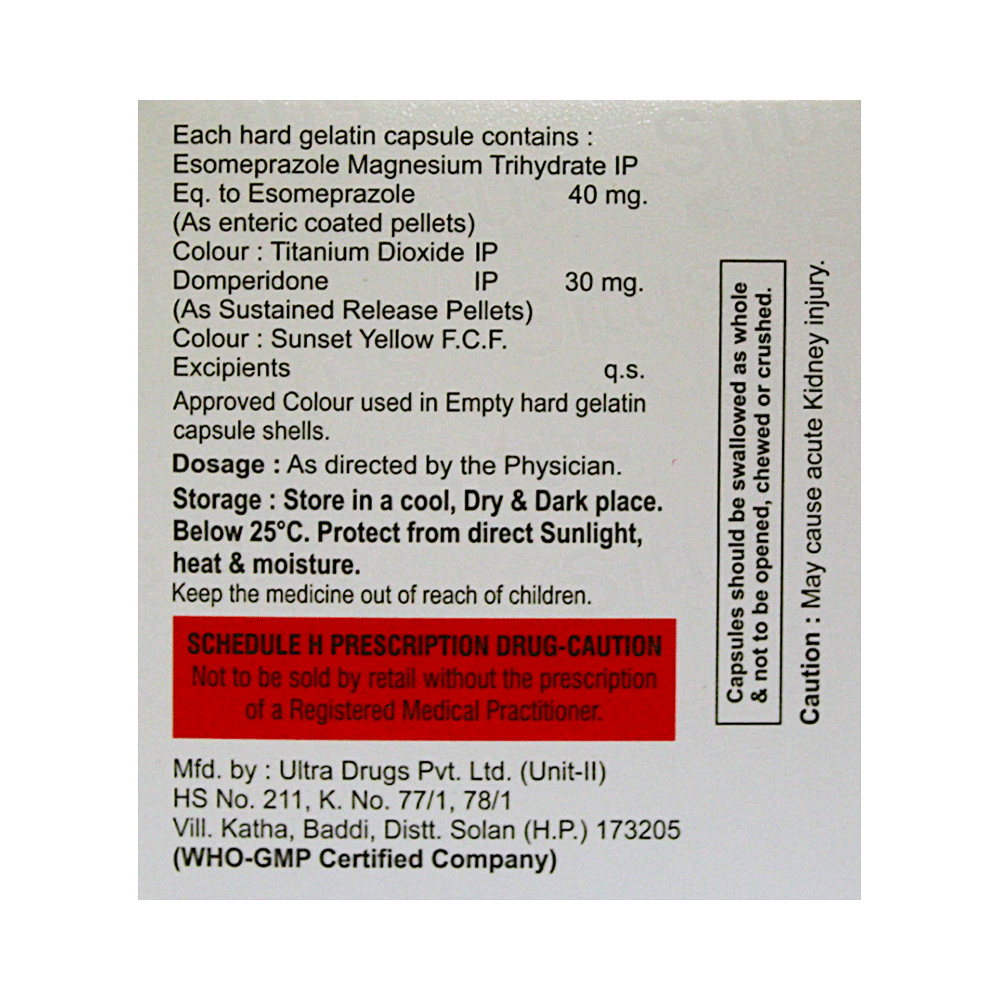 Each hard gelatin capsule contains :
Esomeprazole Magnesium Trihydrate IP
Eq. to Esomeprazole 40 mg.
(As enteric coated pellets)
Colour : Titanium Dioxide IP
Domperidone IP 30 mg.
(As Sustained Release Pellets)
Colour : Sunset Yellow F.C.F.
Excipients q.s.
Approved Colour used in Empty hard gelatin
capsule shells.
Dosage : As directed by the Physician.
Storage : Store in a cool, Dry & Dark place.
Below 25°C. Protect from direct Sunlight,
heat & moisture.
Keep the medicine out of reach of children.
SCHEDULE H PRESCRIPTION DRUG-CAUTION
Not to be sold by retail without the prescription
of a Registered Medical Practitioner.
Mfd. by : Ultra Drugs Pvt. Ltd. (Unit-II)
HS No. 211, K. No. 77/1, 78/1
Vill. Katha, Baddi, Distt. Solan (H.P.) 173205
(WHO-GMP Certified Company)
Capsules should be swallowed as whole
& not to be opened, chewed or crushed.
Caution : May cause acute Kidney injury.